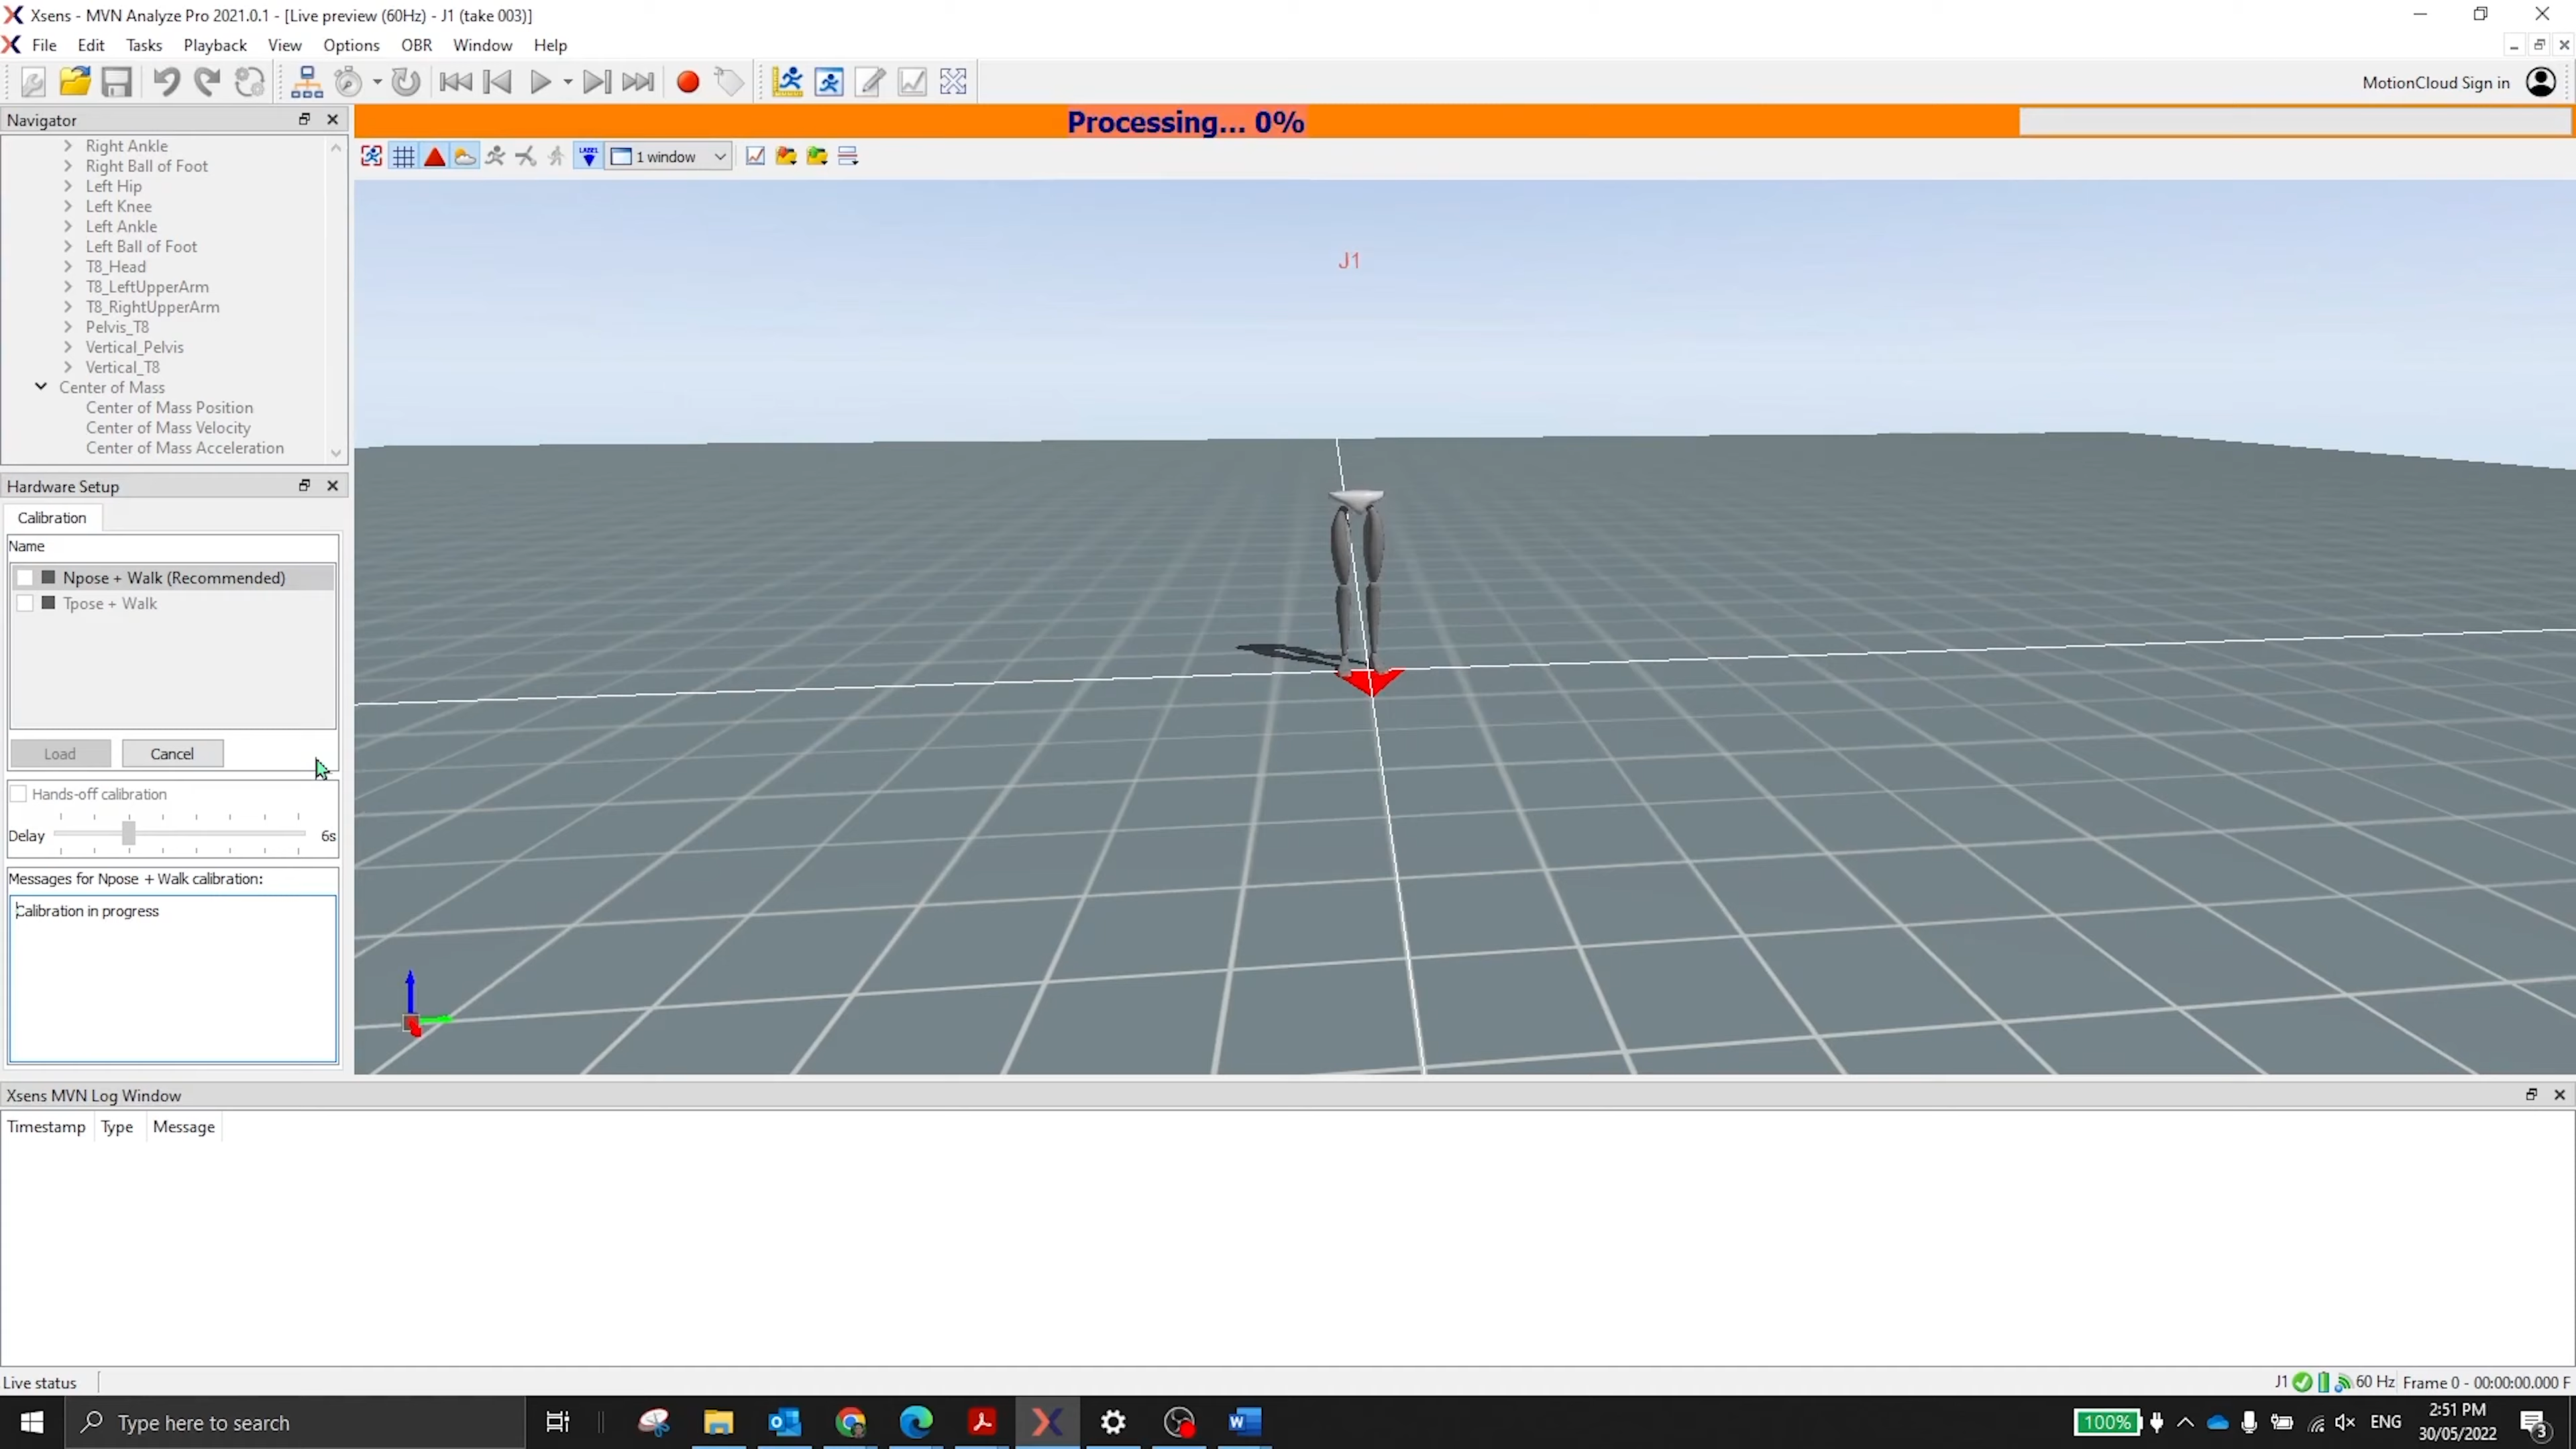 Xsens - MVN Analyze Pro 2021.0.1 - [Live preview (60Hz) - J1 (take 003)]
File Edit Tasks Playback View Options OBR Window Help
MotionCloud Sign in
Navigator
Processing... 0%
Right Ankle
Right Ball of Foot
Left Hip
Left Knee
Left Ankle
Left Ball of Foot
T8_Head
T8_LeftUpperArm
T8_RightUpperArm
Pelvis_T8
Vertical_Pelvis
Vertical_T8
Center of Mass
Center of Mass Position
Center of Mass Velocity
Center of Mass Acceleration
LABEL
1 window
J1
Hardware Setup
Calibration
Name
Npose + Walk (Recommended)
Tpose + Walk
Load Cancel
Hands-off calibration
Delay 6s
Messages for Npose + Walk calibration:
Calibration in progress
Xsens MVN Log Window
Timestamp Type Message
Live status
J1 60 Hz Frame 0 - 00:00:00.000 F
Type here to search
100% ENG
2:51 PM
30/05/2022
3